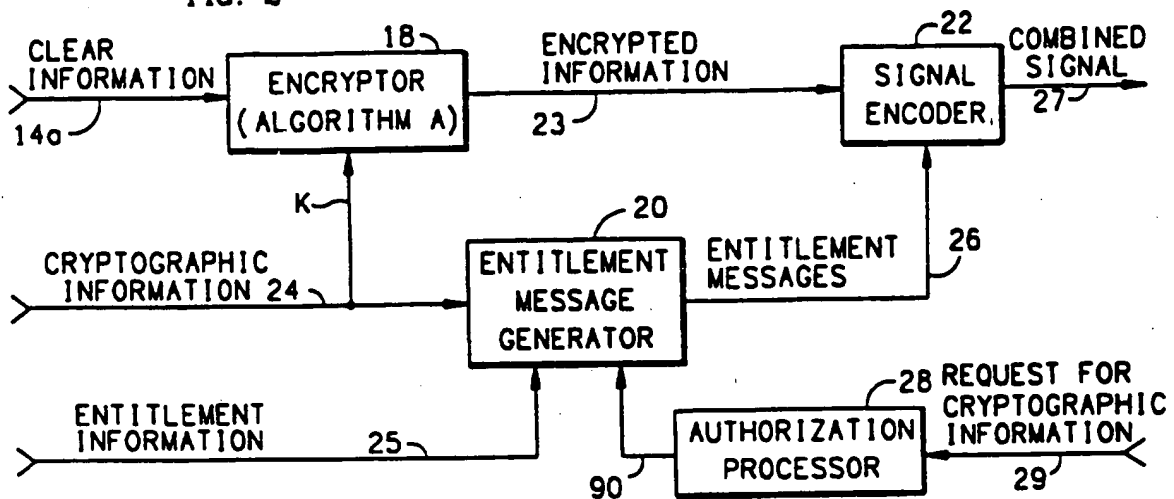 CLEAR
INFORMATION
14a
18
ENCRYPTOR
(ALGORITHM A)
ENCRYPTED
INFORMATION
23
22
SIGNAL
ENCODER
COMBINED
SIGNAL
27
K
CRYPTOGRAPHIC
INFORMATION 24
20
ENTITLEMENT
MESSAGE
GENERATOR
ENTITLEMENT
MESSAGES
26
ENTITLEMENT
INFORMATION
25
90
28
AUTHORIZATION
PROCESSOR
REQUEST FOR
CRYPTOGRAPHIC
INFORMATION
29